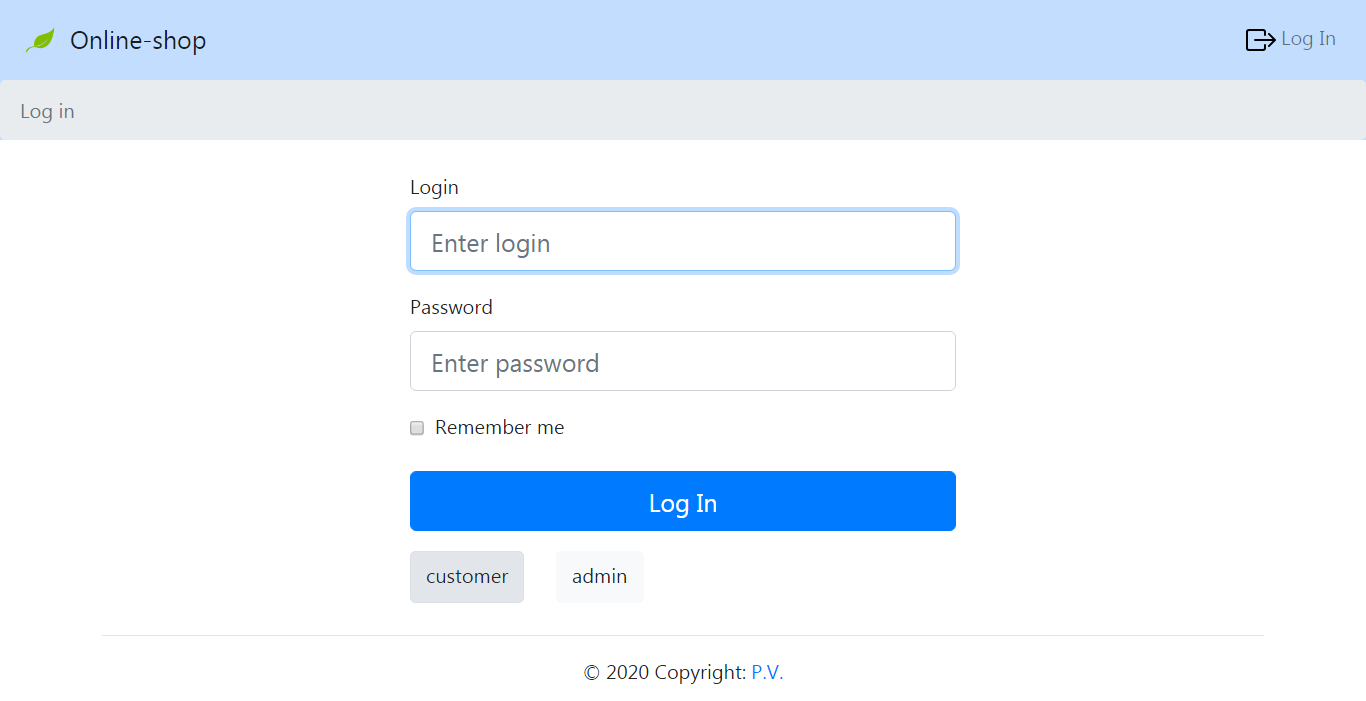 Online-shop Log In
Log in
Login
Enter login
Password
Enter password
Remember me
Log In
customer admin
© 2020 Copyright: P.V.